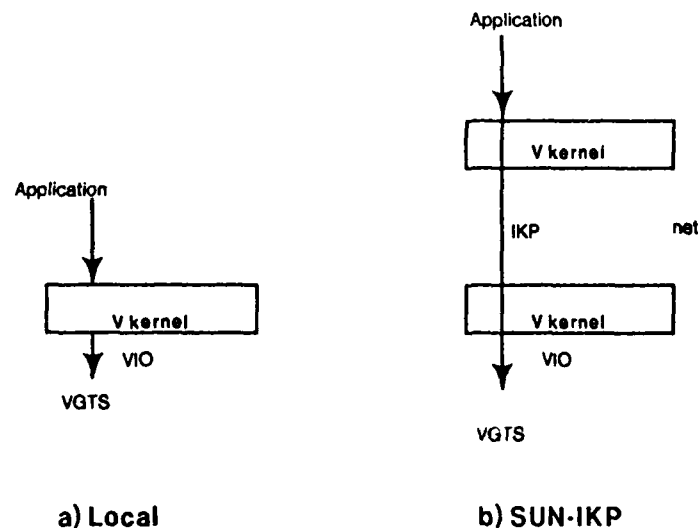 Application
V kernel
VIO
VGTS
a) Local
Application
V kernel
IKP
net
V kernel
VIO
VGTS
b) SUN-IKP